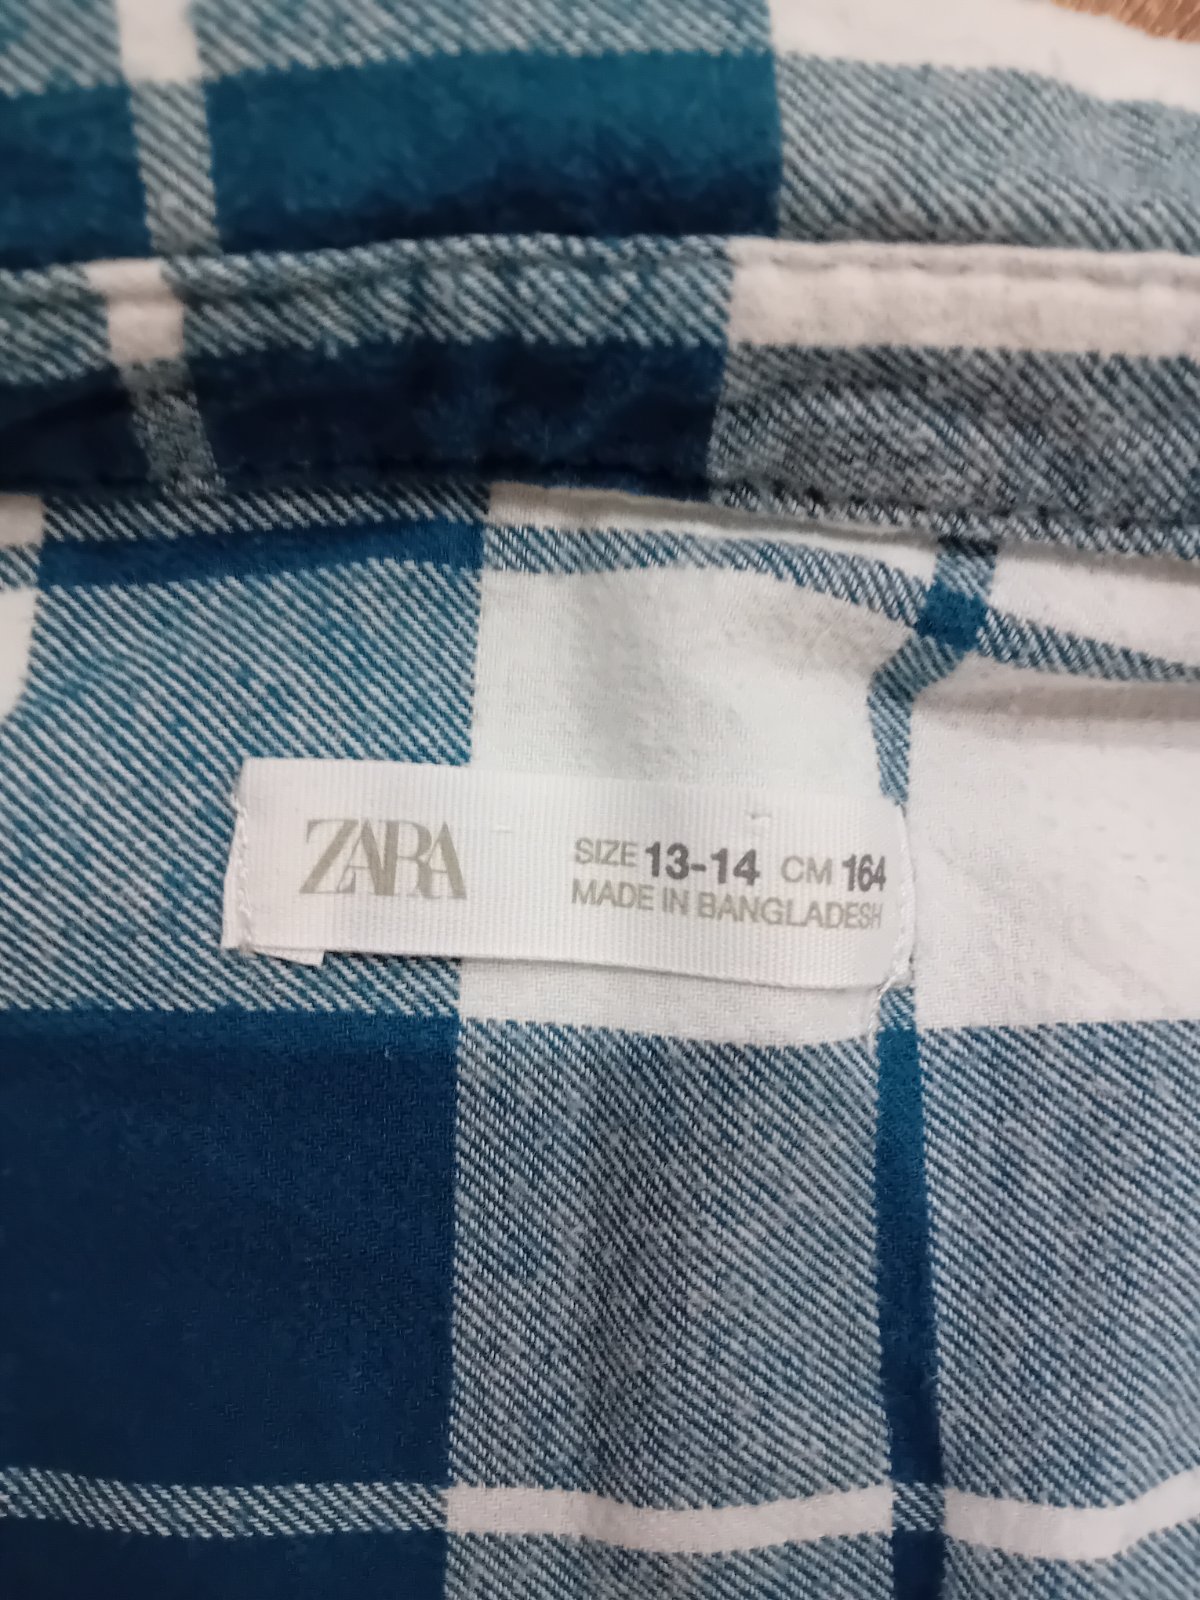 ZARA
SIZE 13-14 CM 164
MADE IN BANGLADESH